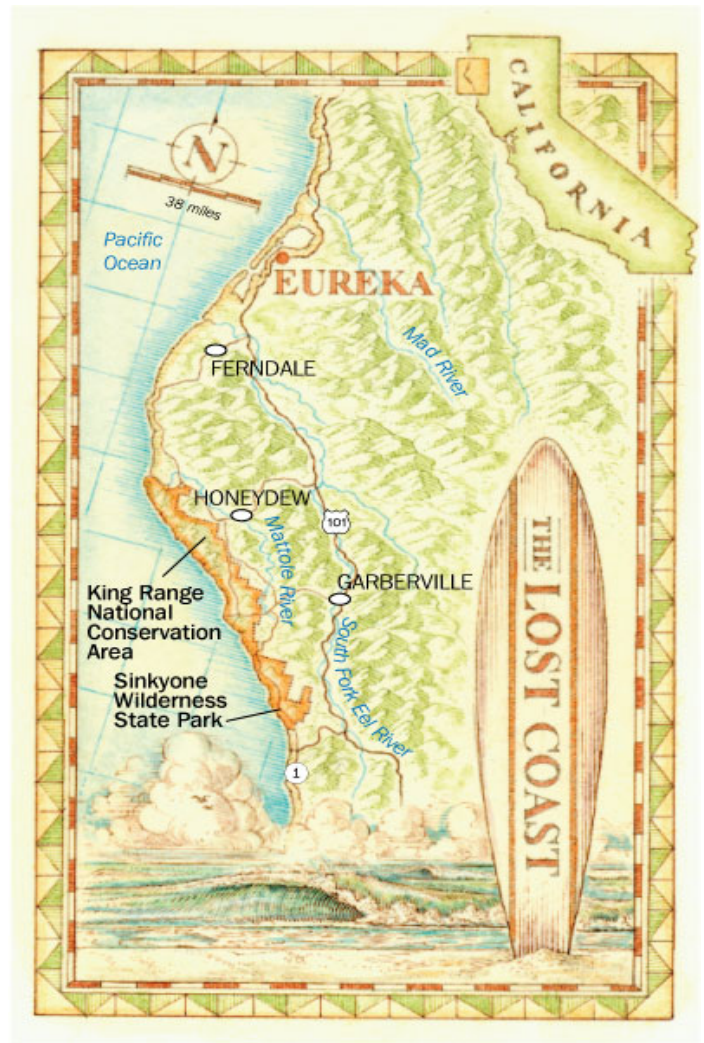 CALIFORNIA
N
38 miles
Pacific
Ocean
EUREKA
Mad River
FERNDALE
HONEYDEW
101
Mattole River
GARBERVILLE
King Range
National
Conservation
Area
South Fork Eel River
Sinkyone
Wilderness
State Park
1
THE LOST COAST